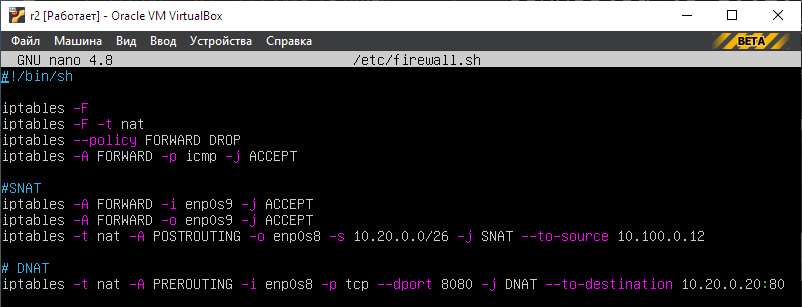 r2 [Работает] - Oracle VM VirtualBox
Файл Машина Вид Ввод Устройства Справка BETA
GNU nano 4.8 /etc/firewall.sh
#!/bin/sh
iptables -F
iptables -F -t nat
iptables --policy FORWARD DROP
iptables -A FORWARD -p icmp -j ACCEPT
#SNAT
iptables -A FORWARD -i enp0s9 -j ACCEPT
iptables -A FORWARD -o enp0s9 -j ACCEPT
iptables -t nat -A POSTROUTING -o enp0s8 -s 10.20.0.0/26 -j SNAT --to-source 10.100.0.12
# DNAT
iptables -t nat -A PREROUTING -i enp0s8 -p tcp --dport 8080 -j DNAT --to-destination 10.20.0.20:80